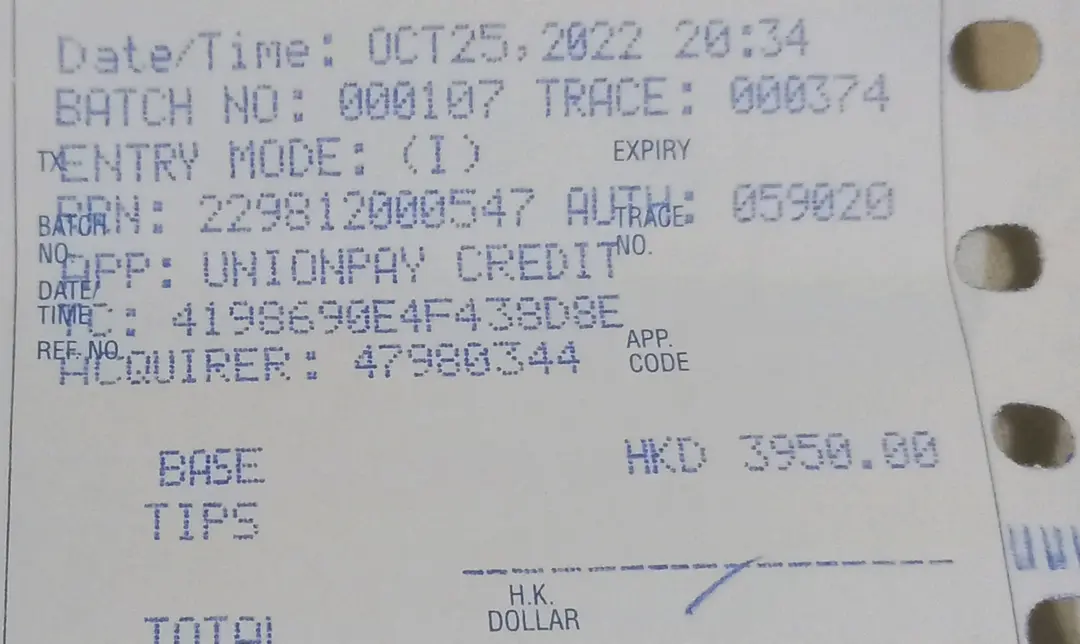 Date/Time: OCT25,2022 20:34
BATCH NO: 000107 TRACE: 000374
TX
ENTRY MODE: (I)
EXPIRY
RRN: 229812000547 AUTH: 059020
BATCH NO.
TRACE NO.
APP: UNIONPAY CREDIT
DATE/
TIME
TC: 4198690E4F438D8E
REF. NO.
ACQUIRER: 47980344
APP.
CODE
BASE HKD 3950.00
TIPS
H.K.
DOLLAR
TOTAL